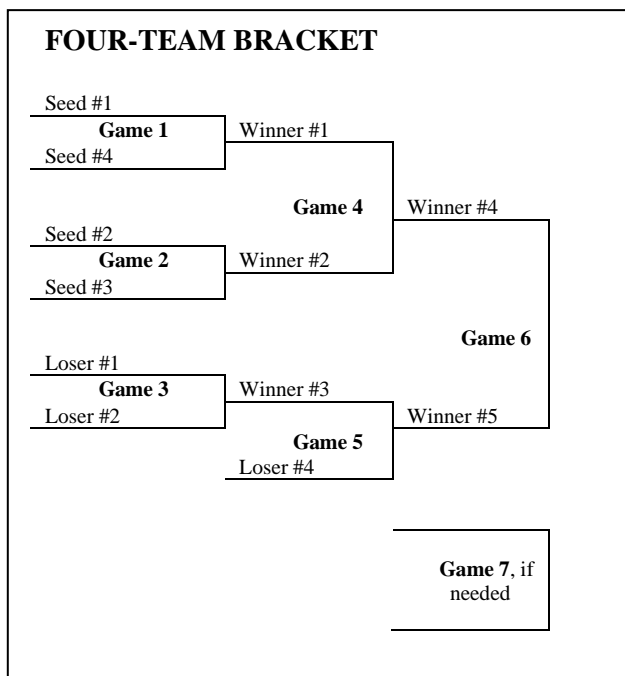 FOUR-TEAM BRACKET
Seed #1
Game 1
Winner #1
Seed #4
Game 4
Winner #4
Seed #2
Game 2
Winner #2
Seed #3
Game 6
Loser #1
Game 3
Winner #3
Loser #2
Winner #5
Game 5
Loser #4
Game 7, if
needed